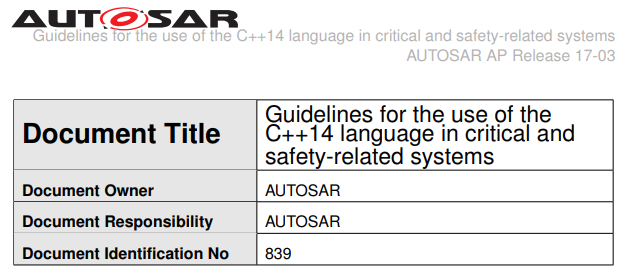 AUTOSAR
Guidelines for the use of the C++14 language in critical and safety-related systems
AUTOSAR AP Release 17-03
Document Title
Guidelines for the use of the
C++14 language in critical and
safety-related systems
Document Owner
AUTOSAR
Document Responsibility
AUTOSAR
Document Identification No
839